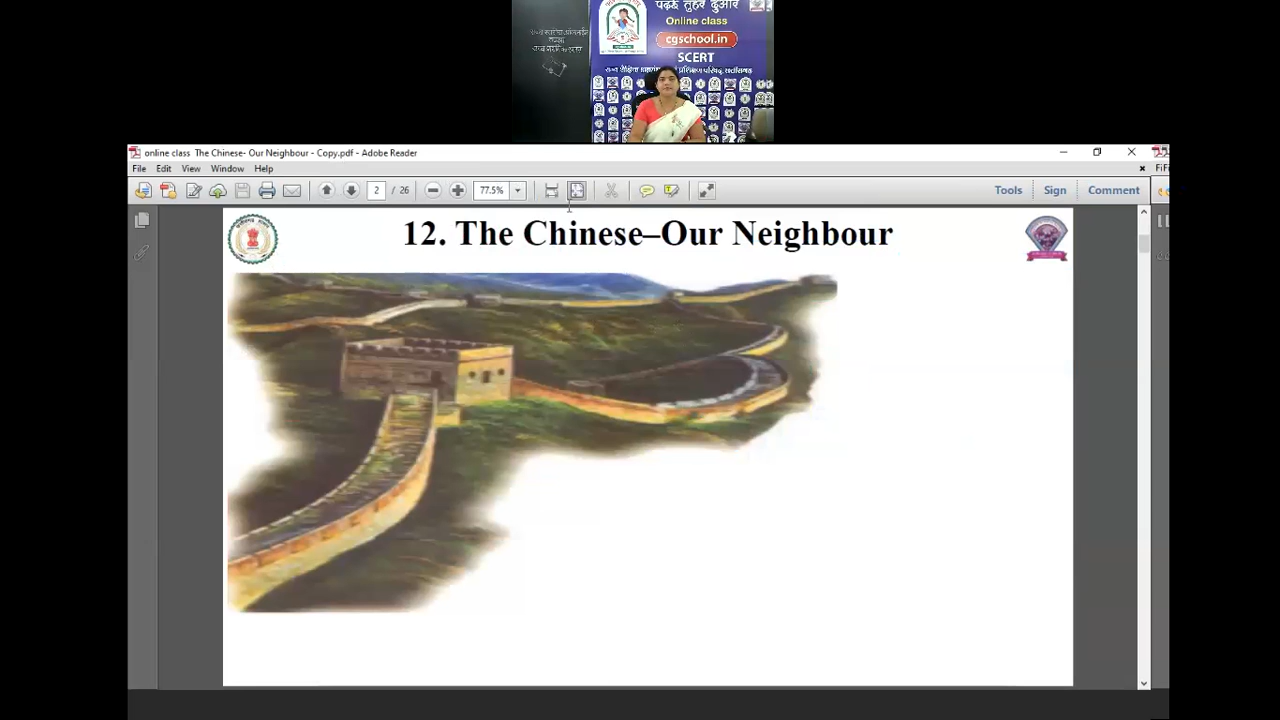 पढ़ई तुंहर दुआर
Online class
cgschool.in
SCERT
online class The Chinese- Our Neighbour - Copy.pdf - Adobe Reader
File Edit View Window Help
2 / 26
77.5%
Tools Sign Comment
12. The Chinese–Our Neighbour